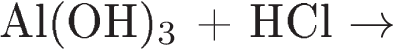 Al(OH)₃ + HCl →